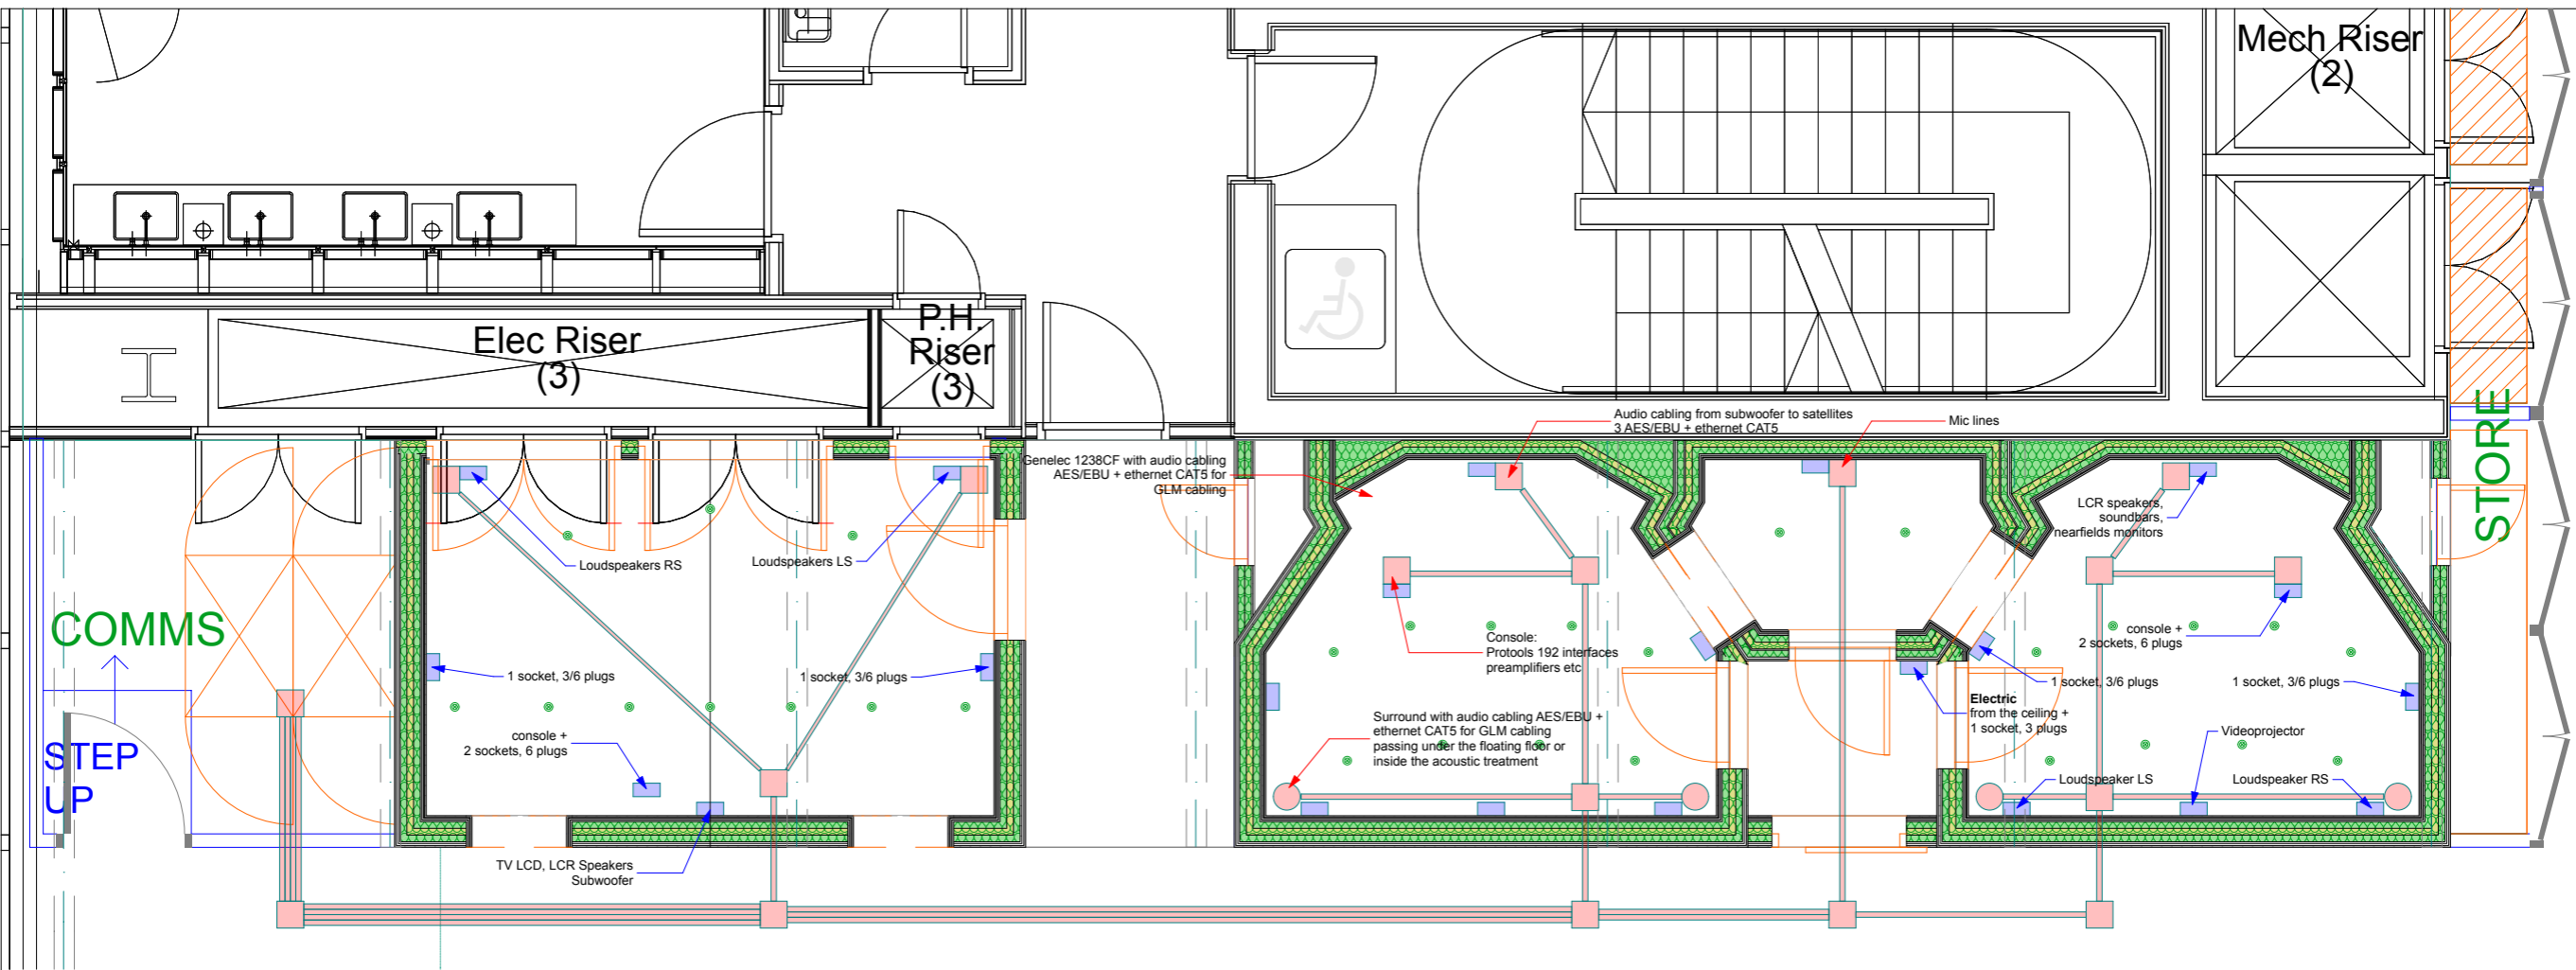 Mech Riser
(2)
Elec Riser
(3)
P.H.
Riser
(3)
STORE
COMMS
STEP
UP
Audio cabling from subwoofer to satellites
3 AES/EBU + ethernet CAT5
Mic lines
Genelec 1238CF with audio cabling
AES/EBU + ethernet CAT5 for
GLM cabling
LCR speakers,
soundbars,
nearfields monitors
Loudspeakers RS
Loudspeakers LS
1 socket, 3/6 plugs
1 socket, 3/6 plugs
console +
2 sockets, 6 plugs
TV LCD, LCR Speakers
Subwoofer
Console:
Protools 192 interfaces
preamplifiers etc
Surround with audio cabling AES/EBU +
ethernet CAT5 for GLM cabling
passing under the floating floor or
inside the acoustic treatment
console +
2 sockets, 6 plugs
1 socket, 3/6 plugs
1 socket, 3/6 plugs
Electric
from the ceiling +
1 socket, 3 plugs
Videoprojector
Loudspeaker LS
Loudspeaker RS